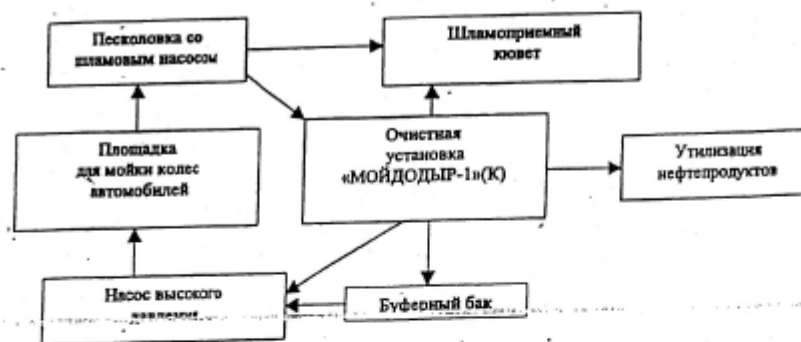 Песколовка со
шламовым насосом
Шламоприемный
кювет
Площадка
для мойки колес
автомобилей
Очистная
установка
«МОЙДОДЫР-1»(К)
Утилизация
нефтепродуктов
Насос высокого
давления
Буферный бак